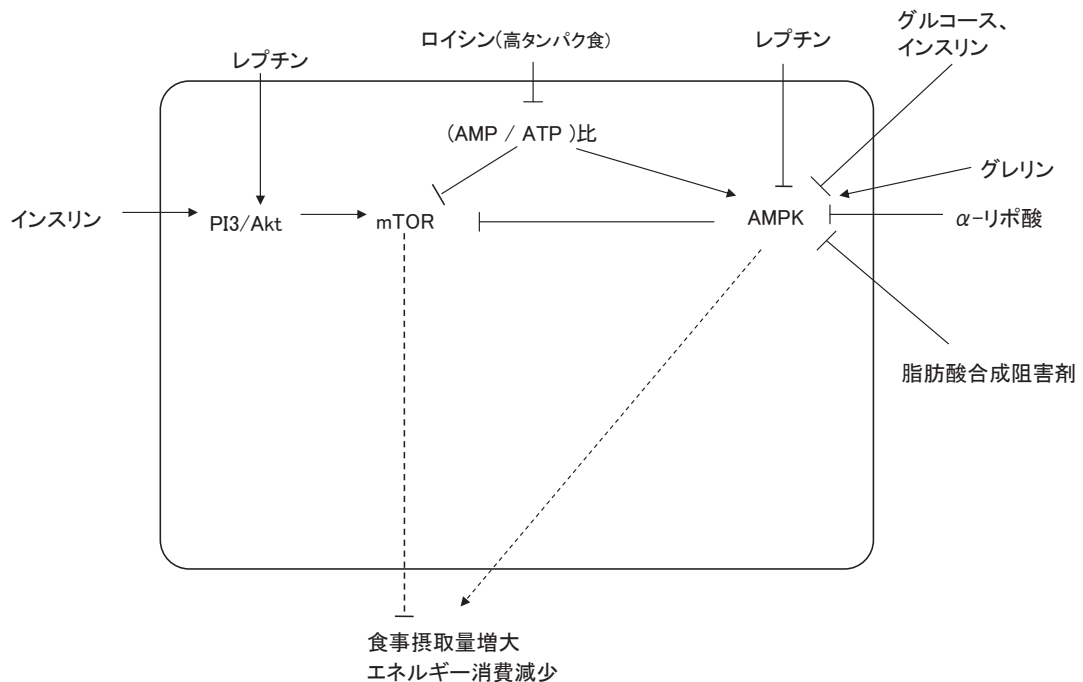 グルコース、
インスリン
ロイシン(高タンパク食)
レプチン
レプチン
(AMP / ATP )比
グレリン
インスリン
PI3/Akt
mTOR
AMPK
α-リポ酸
脂肪酸合成阻害剤
食事摂取量増大
エネルギー消費減少